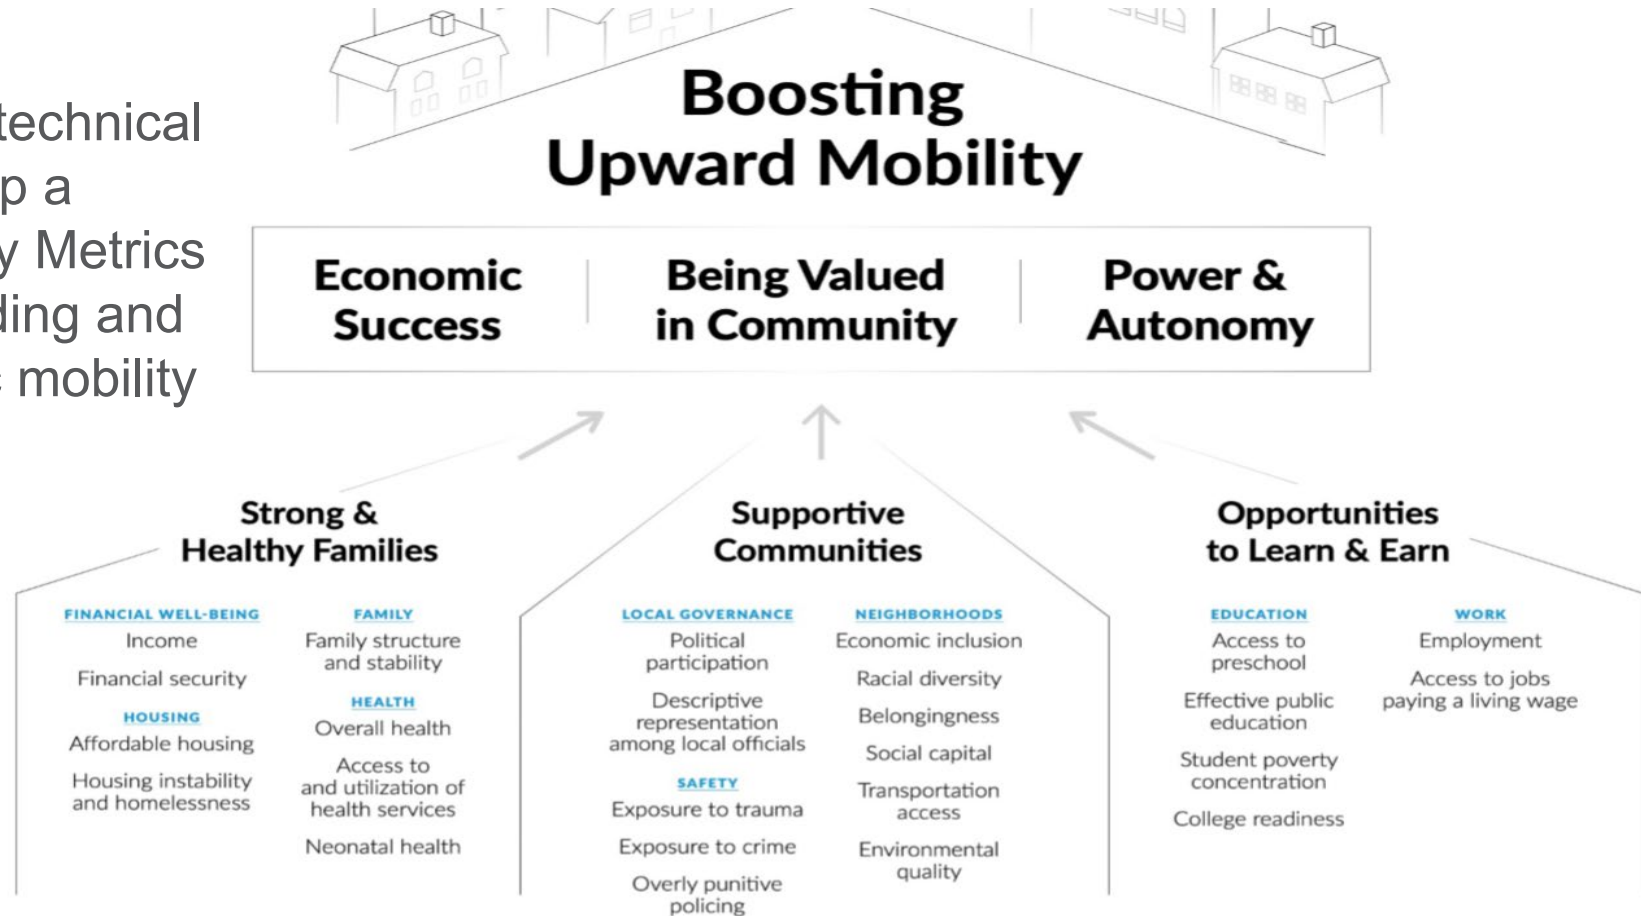 technical
p a
y Metrics
ding and
mobility
Boosting
Upward Mobility
Economic
Success
Being Valued
in Community
Power &
Autonomy
Strong &
Healthy Families
FINANCIAL WELL-BEING
Income
Financial security
HOUSING
Affordable housing
Housing instability
and homelessness
FAMILY
Family structure
and stability
HEALTH
Overall health
Access to
and utilization of
health services
Neonatal health
Supportive
Communities
LOCAL GOVERNANCE
Political
participation
Descriptive
representation
among local officials
SAFETY
Exposure to trauma
Exposure to crime
Overly punitive
policing
NEIGHBORHOODS
Economic inclusion
Racial diversity
Belongingness
Social capital
Transportation
access
Environmental
quality
Opportunities
to Learn & Earn
EDUCATION
Access to
preschool
Effective public
education
Student poverty
concentration
College readiness
WORK
Employment
Access to jobs
paying a living wage